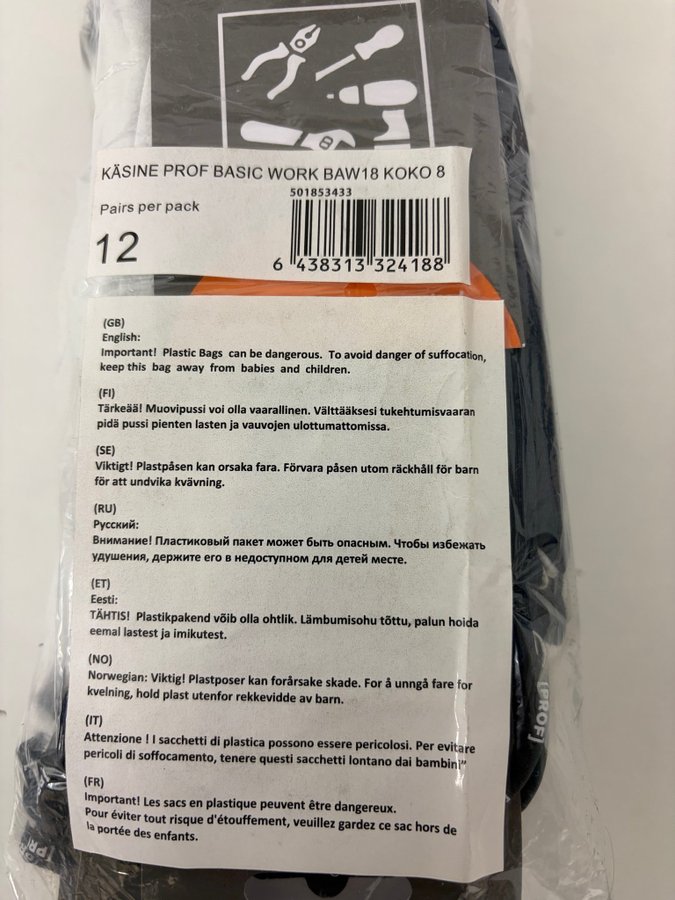 KÄSINE PROF BASIC WORK BAW18 KOKO 8
501853433
Pairs per pack
12
6 438313 324188
(GB)
English:
Important! Plastic Bags can be dangerous. To avoid danger of suffocation,
keep this bag away from babies and children.
(FI)
Tärkeää! Muovipussi voi olla vaarallinen. Välttääksesi tukehtumisvaaran
pidä pussi pienten lasten ja vauvojen ulottumattomissa.
(SE)
Viktigt! Plastpåsen kan orsaka fara. Förvara påsen utom räckhåll för barn
för att undvika kvävning.
(RU)
Русский:
Внимание! Пластиковый пакет может быть опасным. Чтобы избежать
удушения, держите его в недоступном для детей месте.
(ET)
Eesti:
TÄHTIS! Plastikpakend võib olla ohtlik. Lämbumisohu tõttu, palun hoida
eemal lastest ja imikutest.
(NO)
Norwegian: Viktig! Plastposer kan forårsake skade. For å unngå fare for
kvelning, hold plast utenfor rekkevidde av barn.
(IT)
Attenzione ! I sacchetti di plastica possono essere pericolosi. Per evitare
pericoli di soffocamento, tenere questi sacchetti lontano dai bambini"
(FR)
Important! Les sacs en plastique peuvent être dangereux.
Pour éviter tout risque d'étouffement, veuillez gardez ce sac hors de
la portée des enfants.
[PROF]